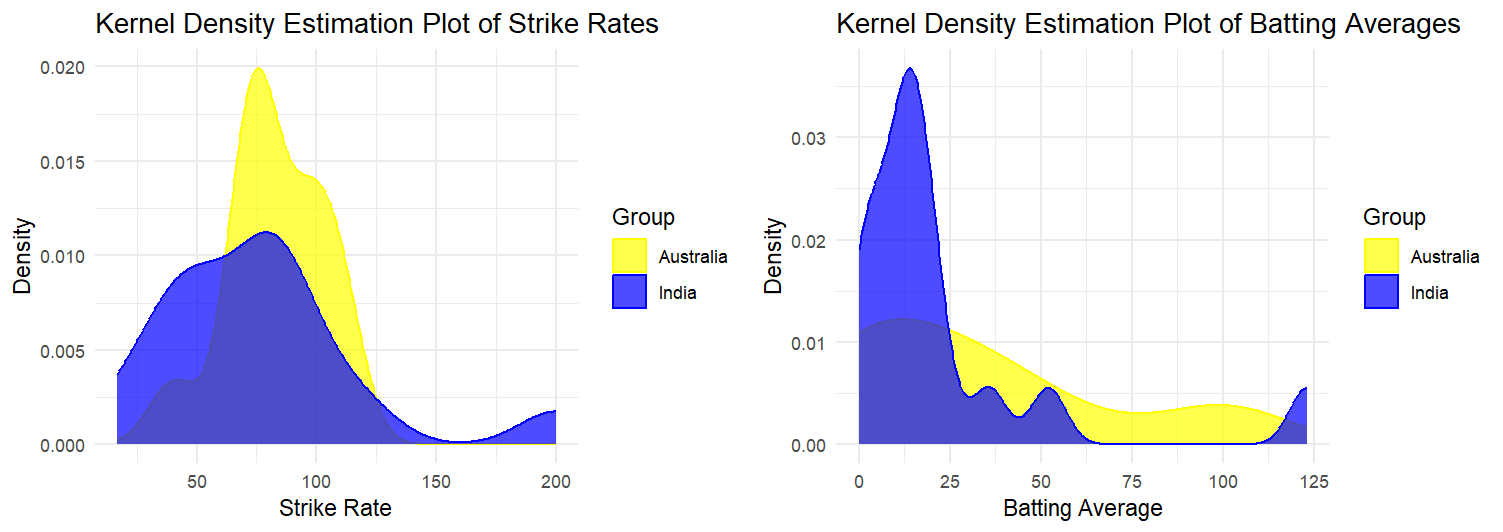 Kernel Density Estimation Plot of Strike Rates
0.020
0.015
0.010
0.005
0.000
Density
50 100 150 200
Strike Rate
Group
Australia
India
Kernel Density Estimation Plot of Batting Averages
0.03
0.02
0.01
0.00
Density
0 25 50 75 100 125
Batting Average
Group
Australia
India